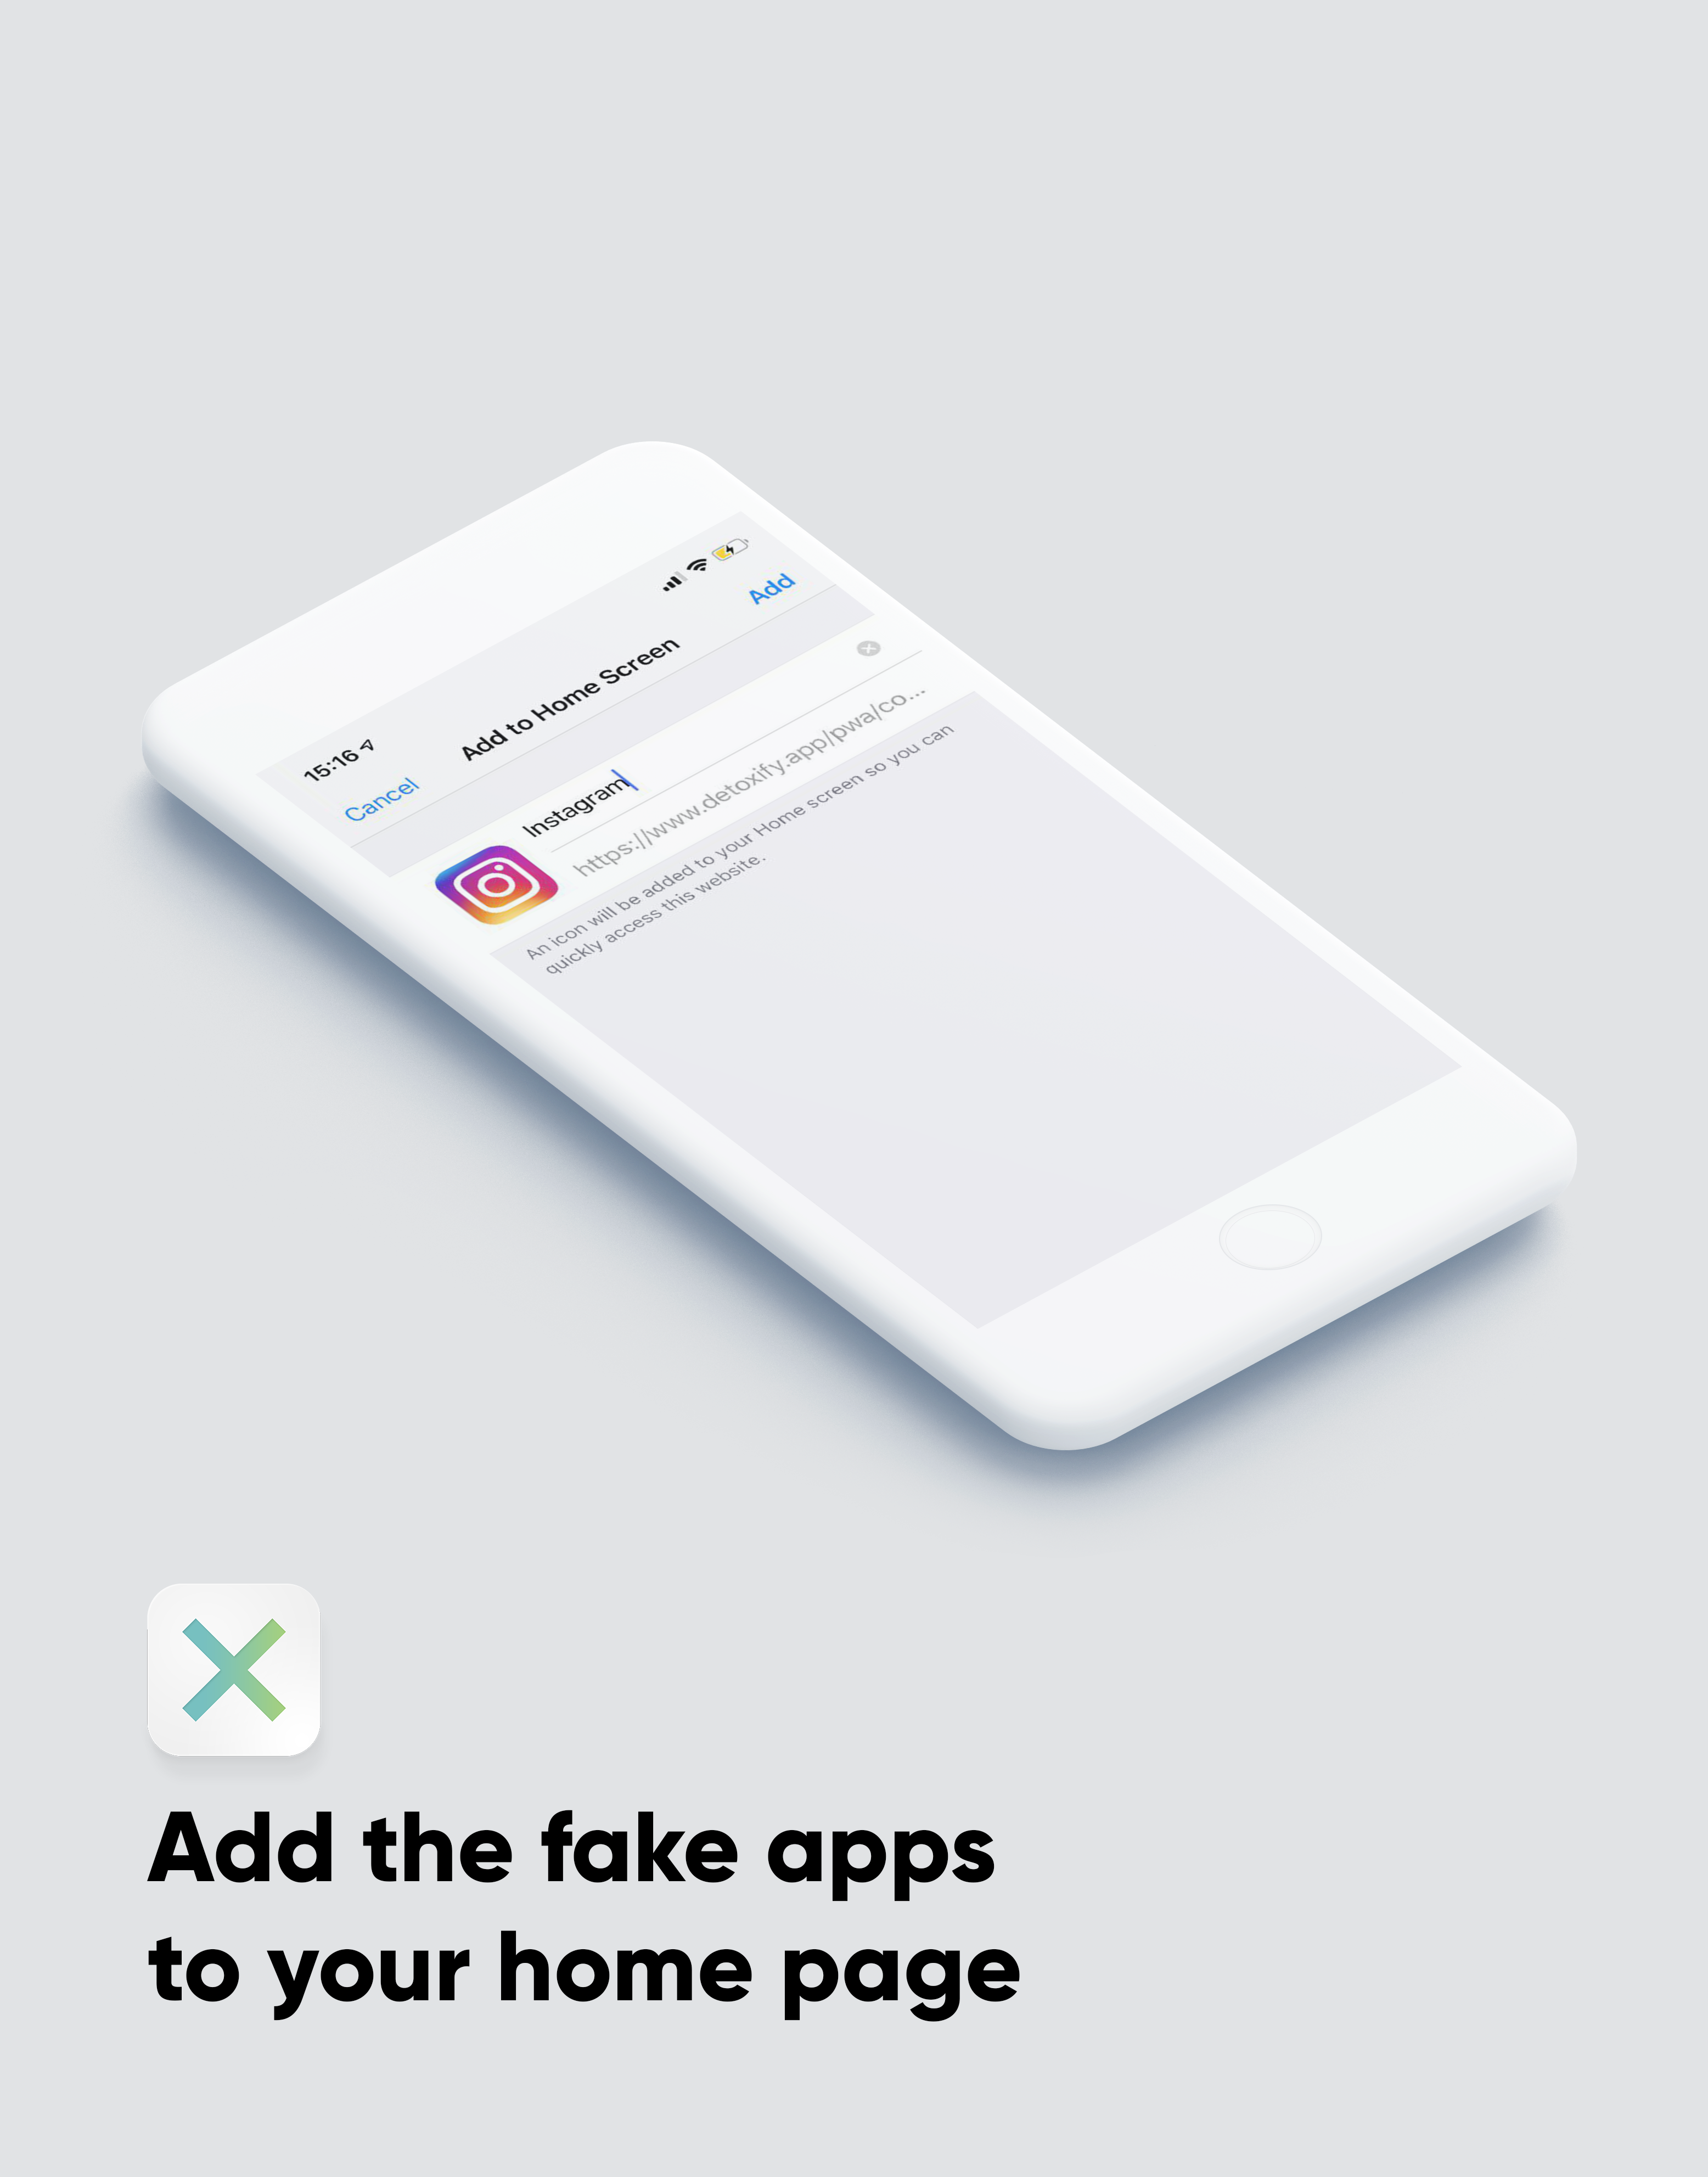 15:16
Cancel
Add to Home Screen
Add
Instagram
https://www.detoxify.app/pwa/co...
An icon will be added to your Home screen so you can
quickly access this website.
Add the fake apps
to your home page